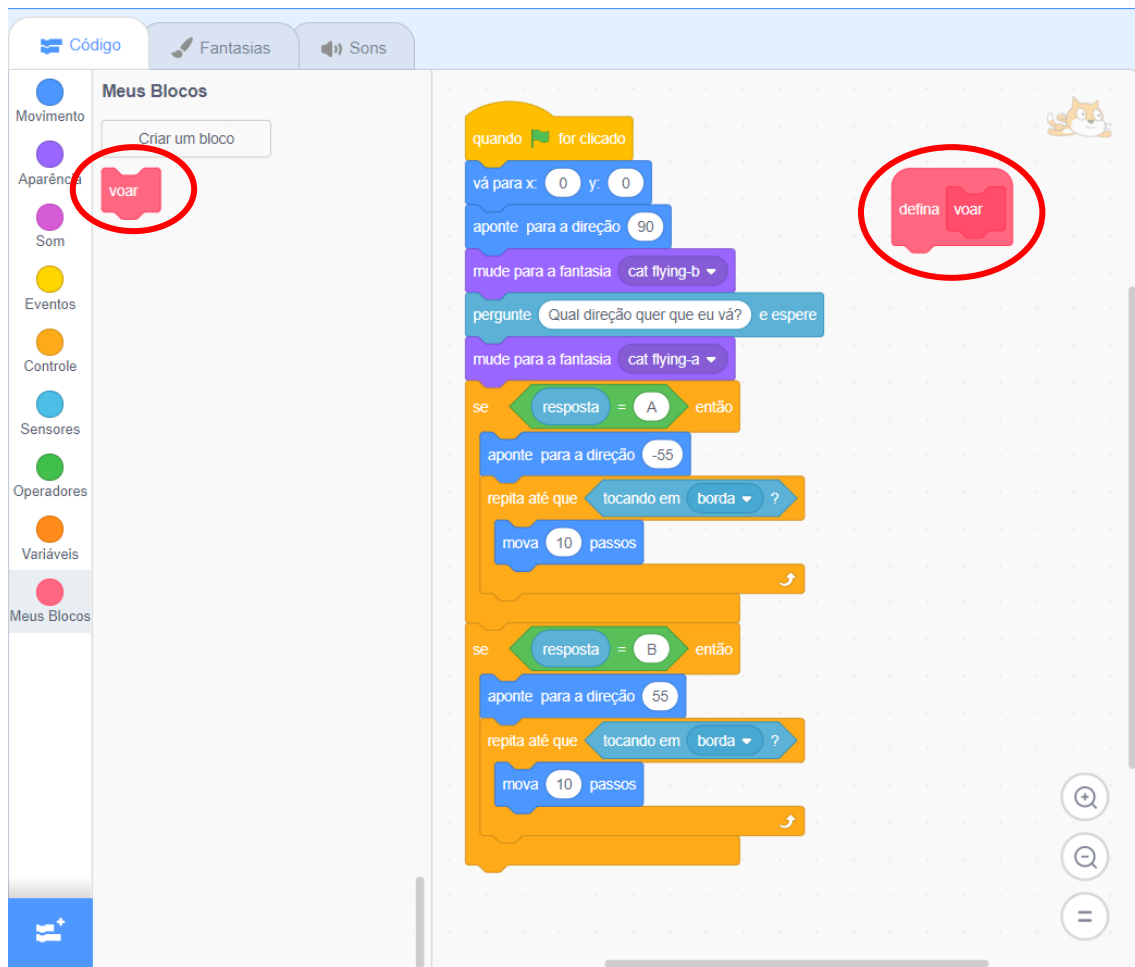 Código
Fantasias
Sons
Movimento
Aparência
Som
Eventos
Controle
Sensores
Operadores
Variáveis
Meus Blocos
Meus Blocos
Criar um bloco
voar
quando for clicado
vá para x: 0 y: 0
aponte para a direção 90
mude para a fantasia cat flying-b
pergunte Qual direção quer que eu vá? e espere
mude para a fantasia cat flying-a
se resposta = A então
aponte para a direção -55
repita até que tocando em borda ?
mova 10 passos
se resposta = B então
aponte para a direção 55
repita até que tocando em borda ?
mova 10 passos
defina voar